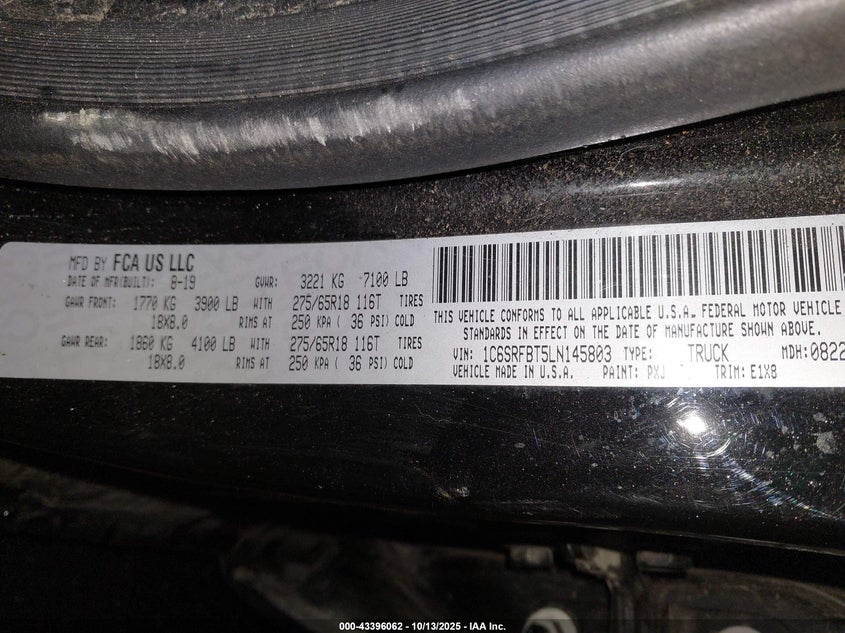 MFD BY FCA US LLC
DATE OF MFR(BUILT): 8-19 GVWR: 3221 KG 7100 LB
GAWR FRONT: 1770 KG 3900 LB WITH 275/65R18 116T TIRES
18X8.0 RIMS AT 250 KPA ( 36 PSI) COLD
GAWR REAR: 1860 KG 4100 LB WITH 275/65R18 116T TIRES
18X8.0 RIMS AT 250 KPA ( 36 PSI) COLD
THIS VEHICLE CONFORMS TO ALL APPLICABLE U.S.A. FEDERAL MOTOR VEHICLE
STANDARDS IN EFFECT ON THE DATE OF MANUFACTURE SHOWN ABOVE.
VIN: 1C6SRFBT5LN145803 TYPE: TRUCK MDH: 0822
VEHICLE MADE IN U.S.A. PAINT: PXJ TRIM: E1X8
000-43396062 - 10/13/2025 - IAA Inc.